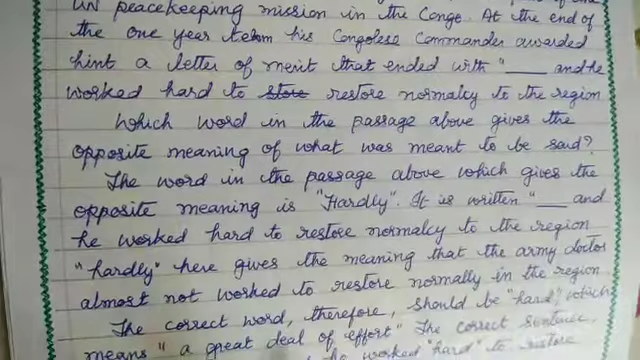 UN peacekeeping mission in the Congo. At the end of
the one year term his Congolese Commander awarded
him a letter of merit that ended with "____ and he
worked hard to store restore normalcy to the region
Which word in the passage above gives the
opposite meaning of what was meant to be said?
The word in the passage above which gives the
opposite meaning is "Hardly". It is written "____ and
he worked hard to restore normalcy to the region
"hardly" here gives the meaning that the army doctor
almost not worked to restore normally in the region
The correct word, therefore, should be "hard", which
means "a great deal of effort" The correct sentence,
he worked "hard" to restore